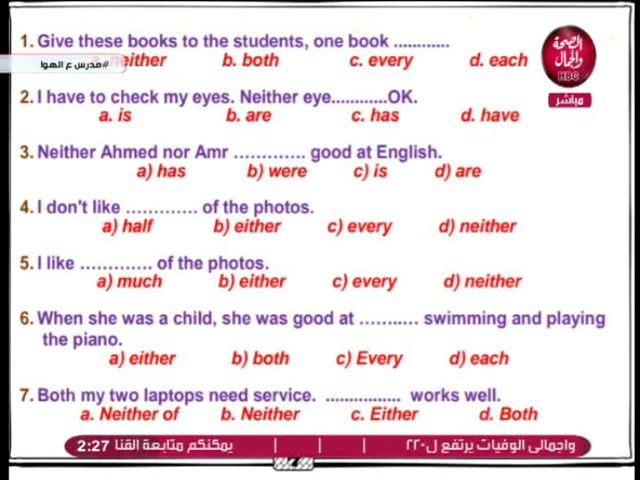 1. Give these books to the students, one book ............
#مدرس ع الهوا
neither b. both c. every d. each
2. I have to check my eyes. Neither eye............OK.
a. is b. are c. has d. have
3. Neither Ahmed nor Amr …………. good at English.
a) has b) were c) is d) are
4. I don't like …………. of the photos.
a) half b) either c) every d) neither
5. I like …………. of the photos.
a) much b) either c) every d) neither
6. When she was a child, she was good at ….….… swimming and playing
the piano.
a) either b) both c) Every d) each
7. Both my two laptops need service. ................ works well.
a. Neither of b. Neither c. Either d. Both
الصحة
والجمال
HBC
مباشر
واجمالى الوفيات يرتفع ل-٢٢ | | | يمكنكم متابعة القنا 2:27
7